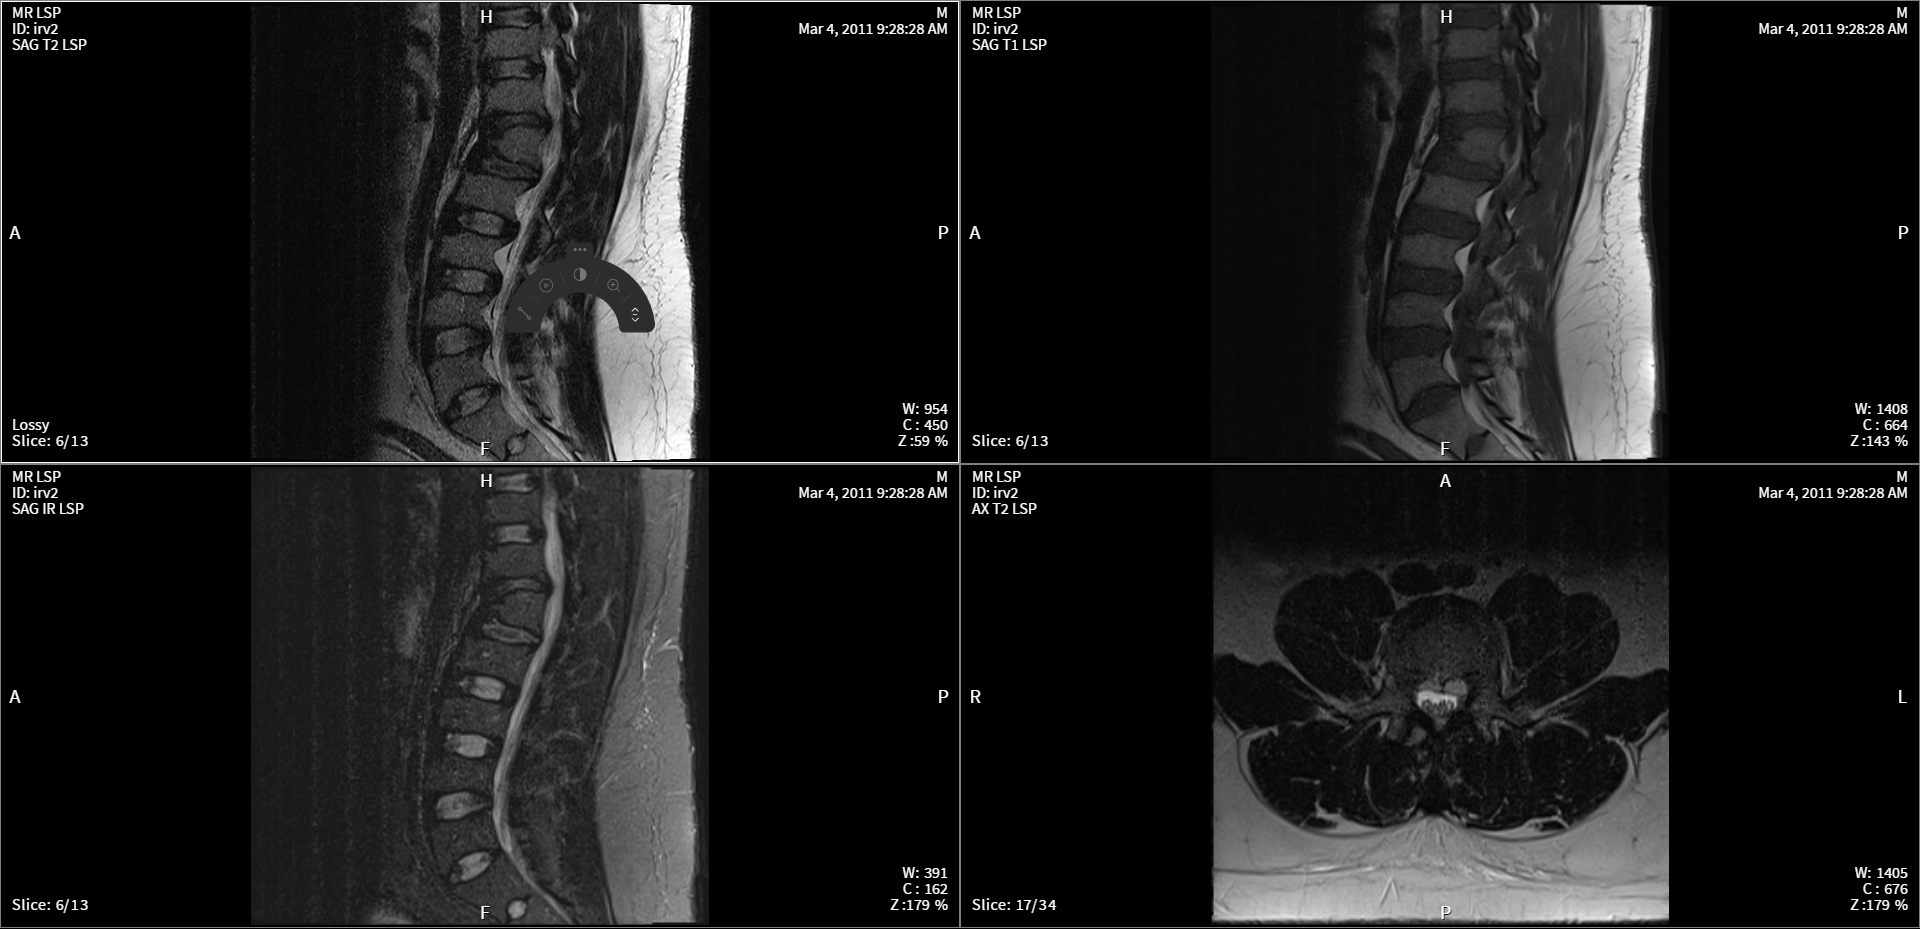 MR LSP
ID: irv2
SAG T2 LSP
H
M
Mar 4, 2011 9:28:28 AM
A
P
Lossy
Slice: 6/13
F
W: 954
C : 450
Z :59 %
MR LSP
ID: irv2
SAG T1 LSP
H
M
Mar 4, 2011 9:28:28 AM
A
P
Slice: 6/13
F
W: 1408
C : 664
Z :143 %
MR LSP
ID: irv2
SAG IR LSP
H
M
Mar 4, 2011 9:28:28 AM
A
P
Slice: 6/13
F
W: 391
C : 162
Z :179 %
MR LSP
ID: irv2
AX T2 LSP
A
M
Mar 4, 2011 9:28:28 AM
R
L
Slice: 17/34
P
W: 1405
C : 676
Z :179 %